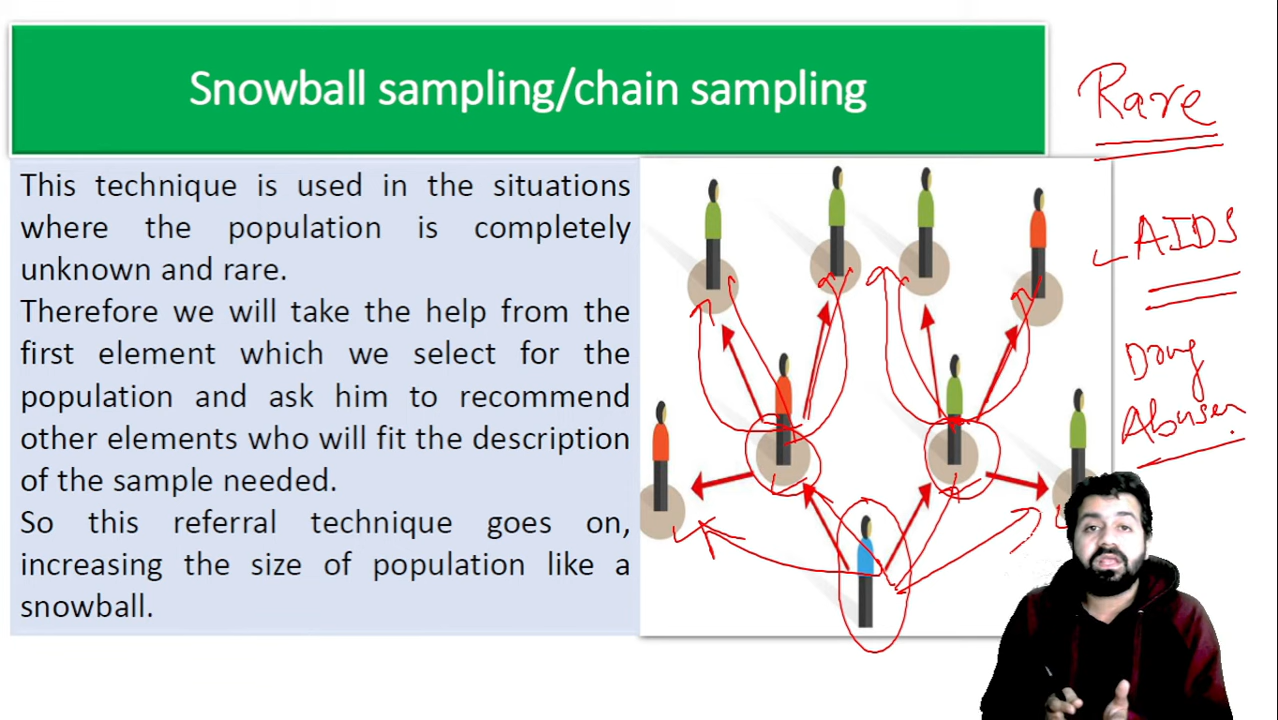 Snowball sampling/chain sampling
This technique is used in the situations
where the population is completely
unknown and rare.
Therefore we will take the help from the
first element which we select for the
population and ask him to recommend
other elements who will fit the description
of the sample needed.
So this referral technique goes on,
increasing the size of population like a
snowball.
Rare
AIDS
Drug
Abuser